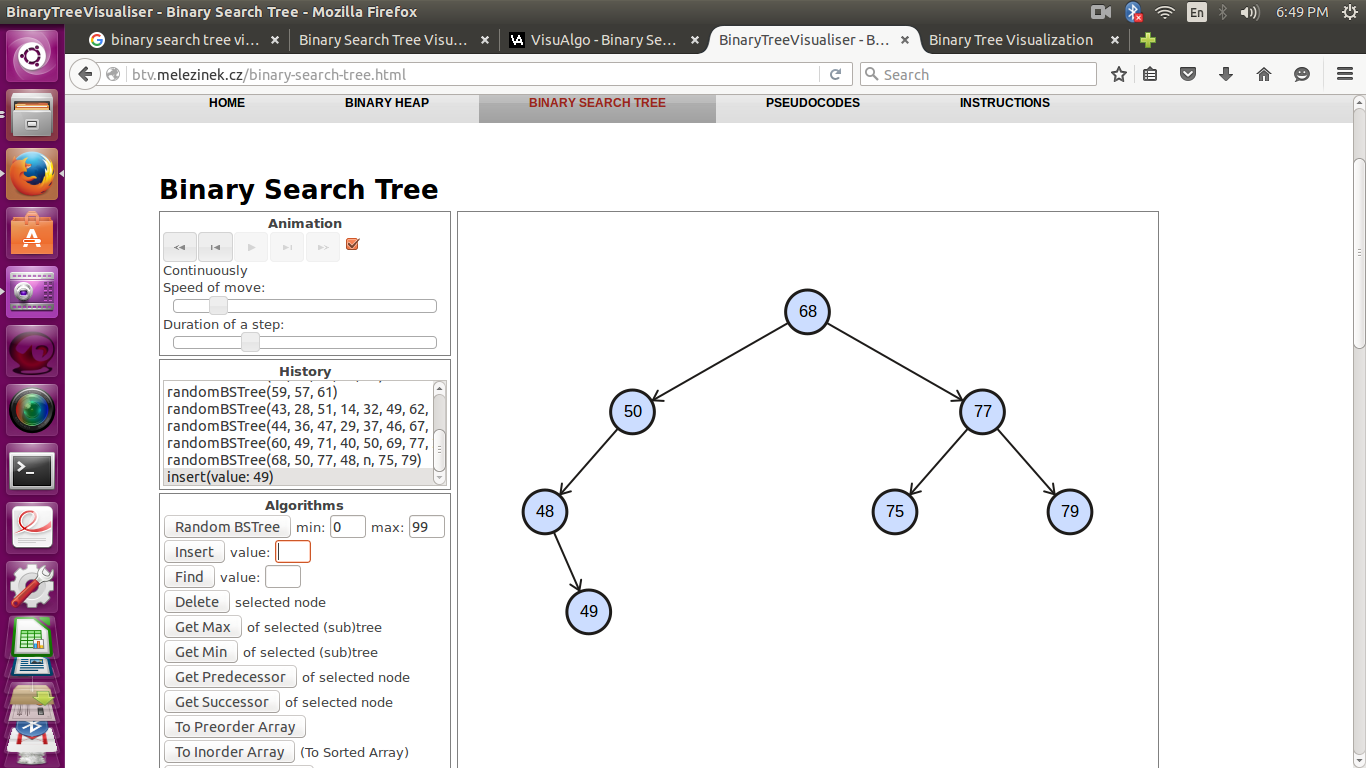 BinaryTreeVisualiser - Binary Search Tree - Mozilla Firefox
En
6:49 PM
binary search tree vi...
Binary Search Tree Visu...
VisuAlgo - Binary Se...
BinaryTreeVisualiser - B...
Binary Tree Visualization
btv.melezinek.cz/binary-search-tree.html
Search
HOME
BINARY HEAP
BINARY SEARCH TREE
PSEUDOCODES
INSTRUCTIONS
Binary Search Tree
Animation
Continuously
Speed of move:
Duration of a step:
History
randomBSTree(59, 57, 61)
randomBSTree(43, 28, 51, 14, 32, 49, 62,
randomBSTree(44, 36, 47, 29, 37, 46, 67,
randomBSTree(60, 49, 71, 40, 50, 69, 77,
randomBSTree(68, 50, 77, 48, n, 75, 79)
insert(value: 49)
Algorithms
Random BSTree min: 0 max: 99
Insert value:
Find value:
Delete selected node
Get Max of selected (sub)tree
Get Min of selected (sub)tree
Get Predecessor of selected node
Get Successor of selected node
To Preorder Array
To Inorder Array (To Sorted Array)
68
50
77
48
75
79
49